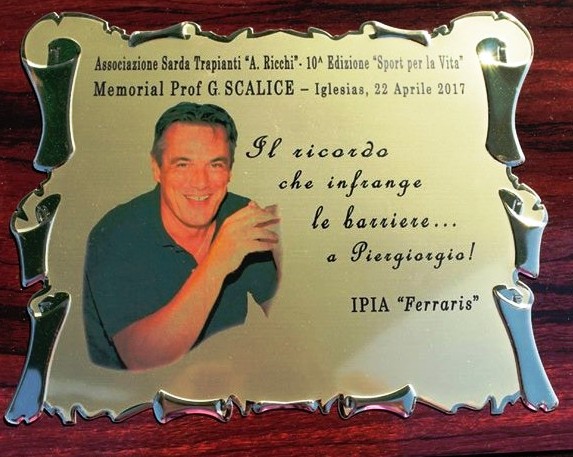 Associazione Sarda Trapianti "A. Ricchi"- 10^ Edizione "Sport per la Vita"
Memorial Prof G. SCALICE – Iglesias, 22 Aprile 2017
Il ricordo
che infrange
le barriere...
a Piergiorgio!
IPIA "Ferraris"